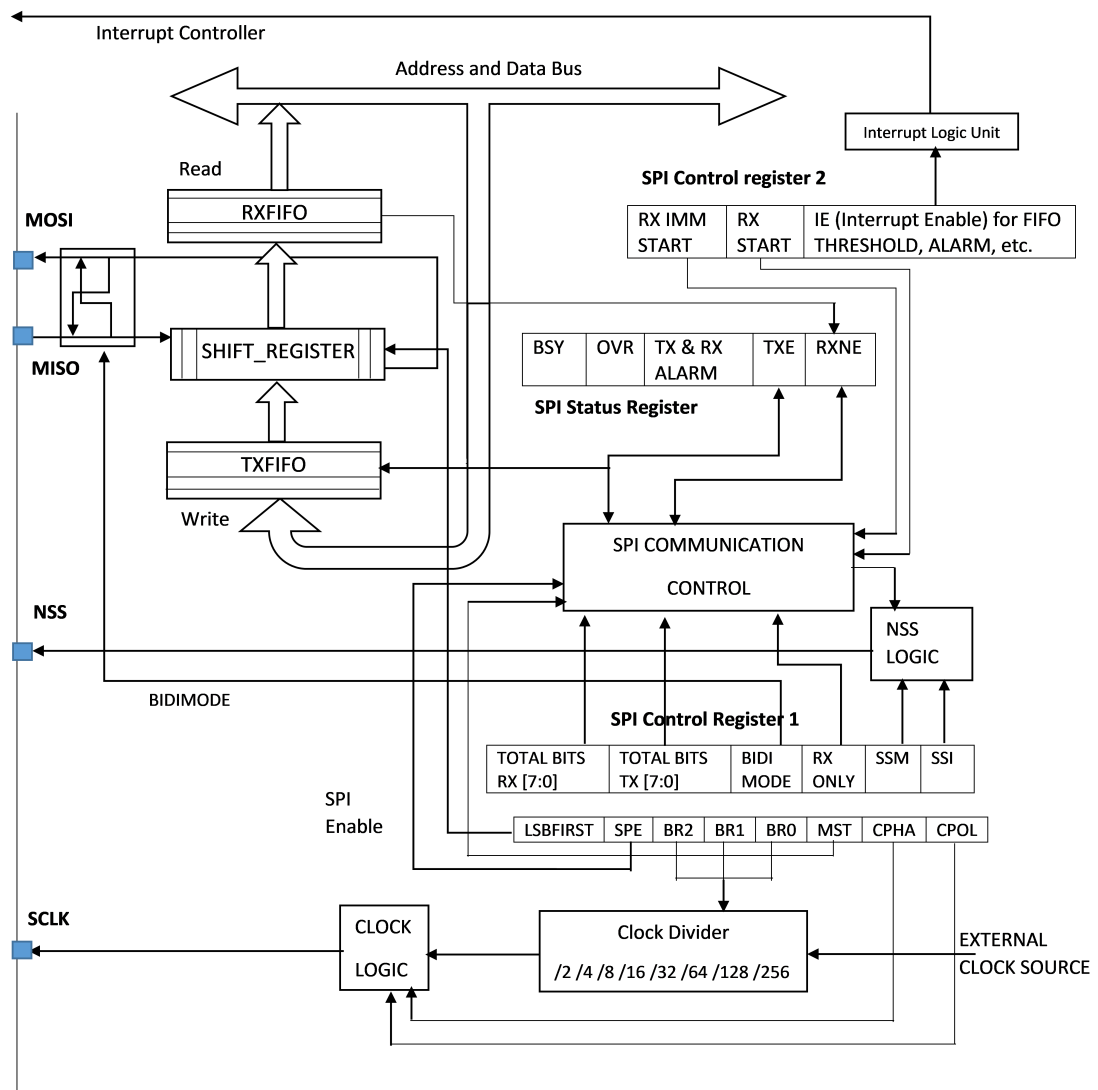 Interrupt Controller
Address and Data Bus
Interrupt Logic Unit
Read
SPI Control register 2
RXFIFO
RX IMM
START
RX
START
IE (Interrupt Enable) for FIFO
THRESHOLD, ALARM, etc.
MOSI
SHIFT_REGISTER
MISO
BSY
OVR
TX & RX
ALARM
TXE
RXNE
SPI Status Register
TXFIFO
Write
SPI COMMUNICATION
CONTROL
NSS
NSS
LOGIC
BIDIMODE
SPI Control Register 1
TOTAL BITS
RX [7:0]
TOTAL BITS
TX [7:0]
BIDI
MODE
RX
ONLY
SSM
SSI
SPI
Enable
LSBFIRST
SPE
BR2
BR1
BR0
MST
CPHA
CPOL
SCLK
CLOCK
LOGIC
Clock Divider
/2 /4 /8 /16 /32 /64 /128 /256
EXTERNAL
CLOCK SOURCE